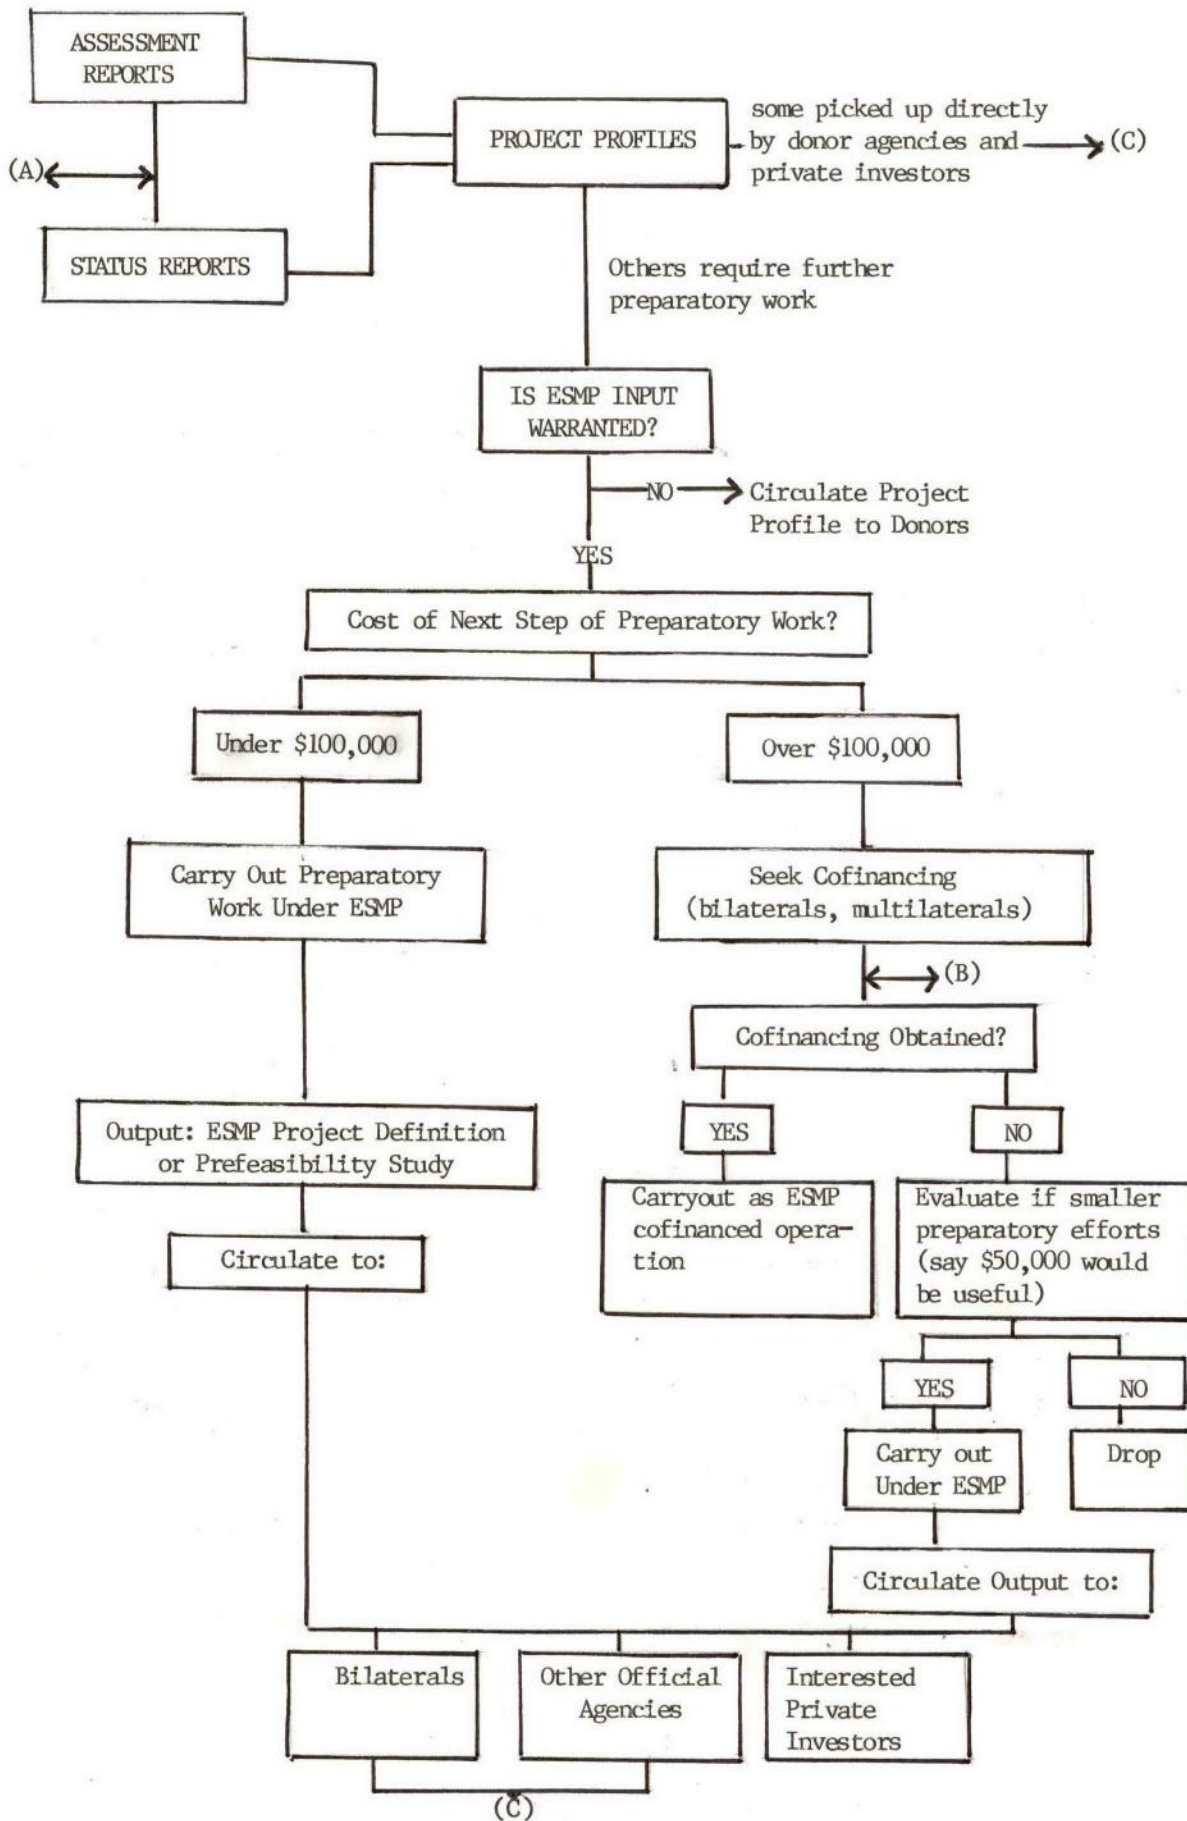 ASSESSMENT
REPORTS
PROJECT PROFILES
some picked up directly
by donor agencies and
private investors
(C)
(A)
STATUS REPORTS
Others require further
preparatory work
IS ESMP INPUT
WARRANTED?
NO
Circulate Project
Profile to Donors
YES
Cost of Next Step of Preparatory Work?
Under $100,000
Over $100,000
Carry Out Preparatory
Work Under ESMP
Seek Cofinancing
(bilaterals, multilaterals)
(B)
Cofinancing Obtained?
Output: ESMP Project Definition
or Prefeasibility Study
YES
NO
Carryout as ESMP
cofinanced opera-
tion
Evaluate if smaller
preparatory efforts
(say $50,000 would
be useful)
Circulate to:
YES
NO
Carry out
Under ESMP
Drop
Circulate Output to:
Bilaterals
Other Official
Agencies
Interested
Private
Investors
(C)